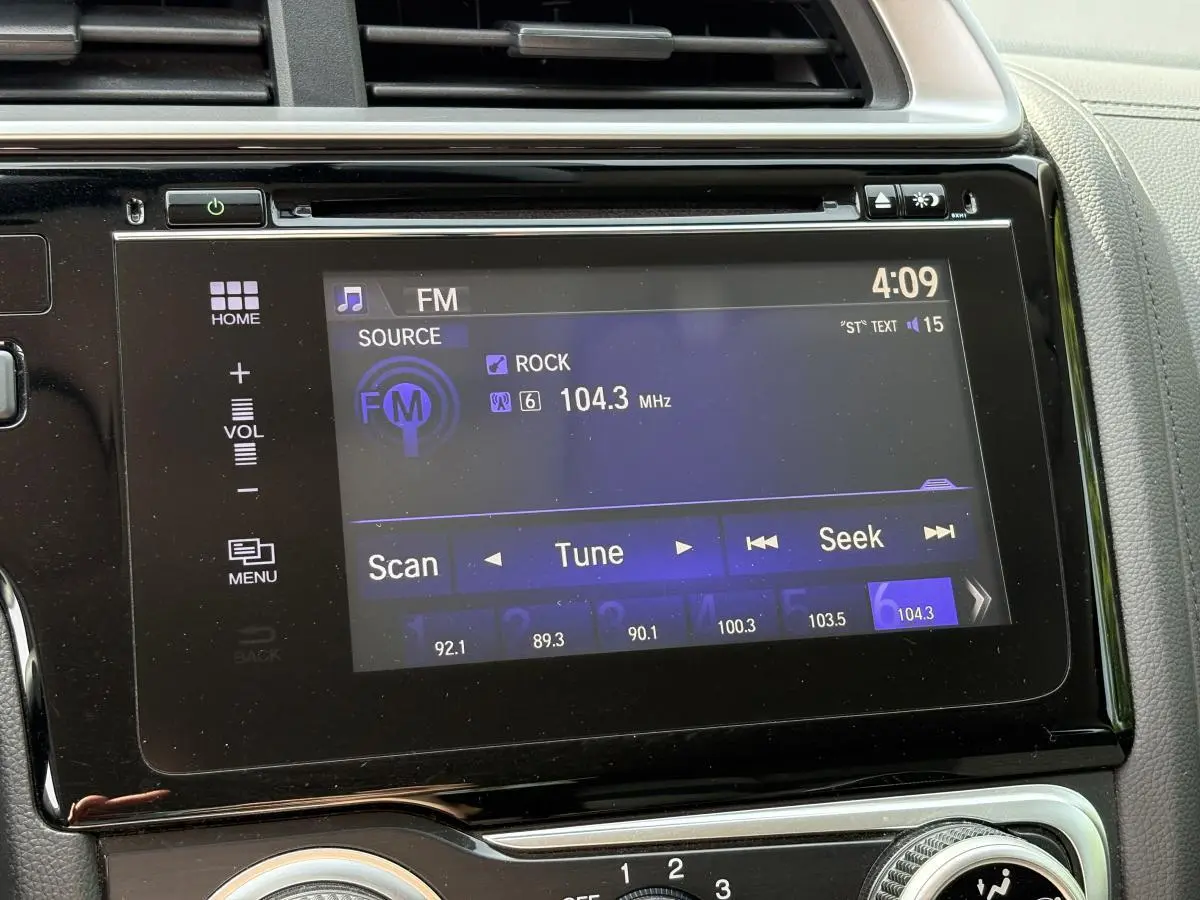 HOME
FM
4:09
SOURCE
"ST" TEXT 15
ROCK
FM
6 104.3 MHz
+
VOL
-
MENU
Scan Tune Seek
1 92.1
2 89.3
3 90.1
4 100.3
5 103.5
6 104.3
BACK
OFF 1 2 3